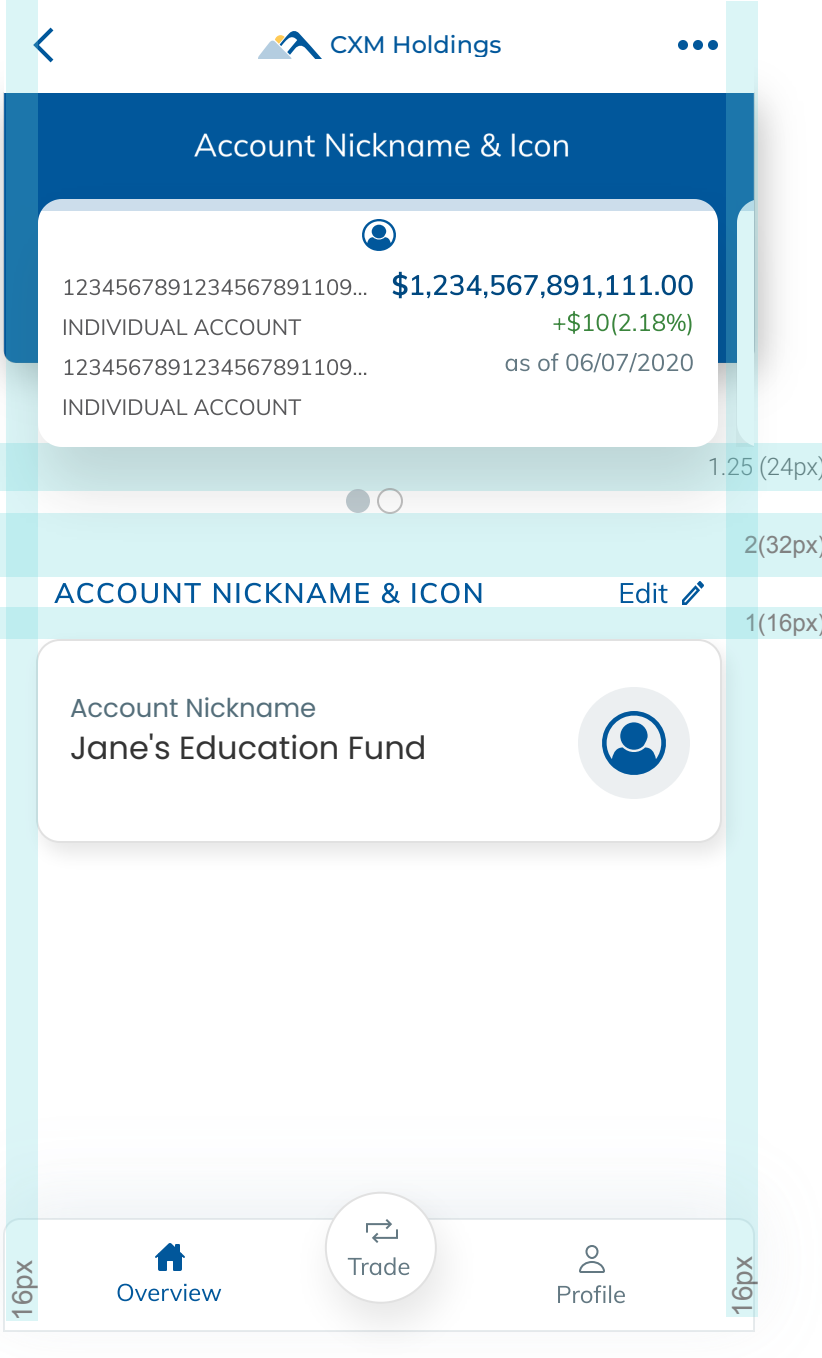 CXM Holdings
Account Nickname & Icon
1234567891234567891109... $1,234,567,891,111.00
INDIVIDUAL ACCOUNT +$10(2.18%)
1234567891234567891109... as of 06/07/2020
INDIVIDUAL ACCOUNT
1.25 (24px)
2(32px)
ACCOUNT NICKNAME & ICON Edit
1(16px)
Account Nickname
Jane's Education Fund
16px Overview Trade Profile 16px